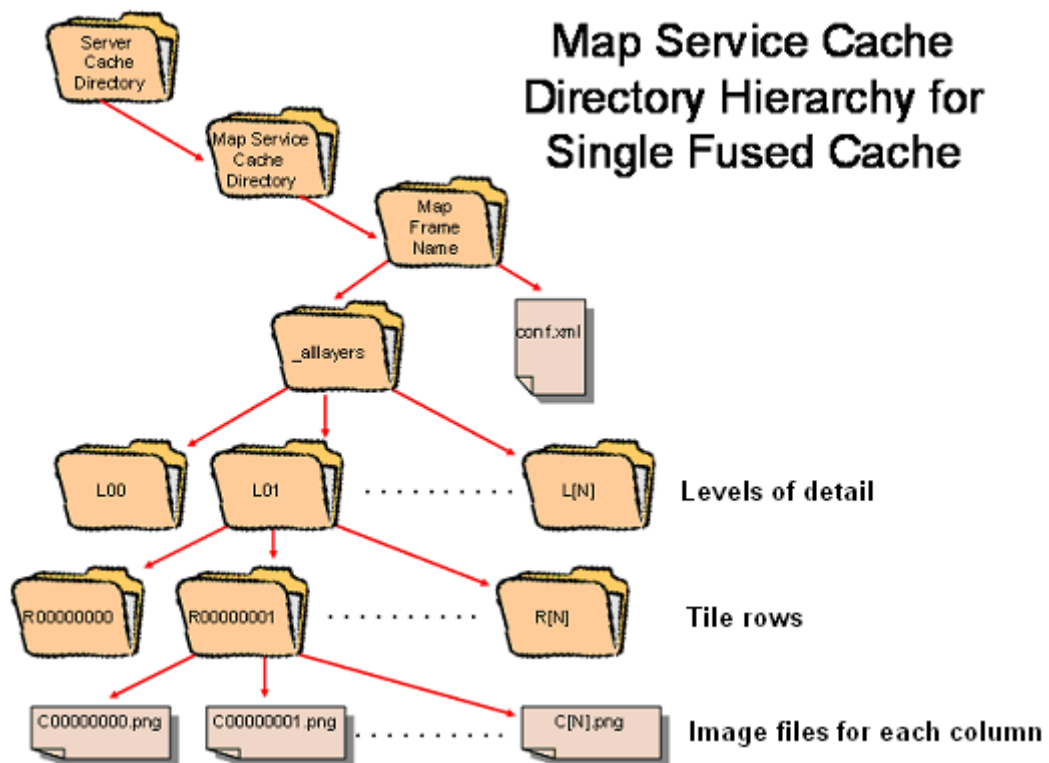 Map Service Cache
Directory Hierarchy for
Single Fused Cache
Server
Cache
Directory
Map Service
Cache
Directory
Map
Frame
Name
_allayers
conf.xml
L00
L01
L[N]
Levels of detail
R00000000
R00000001
R[N]
Tile rows
C00000000.png
C00000001.png
C[N].png
Image files for each column